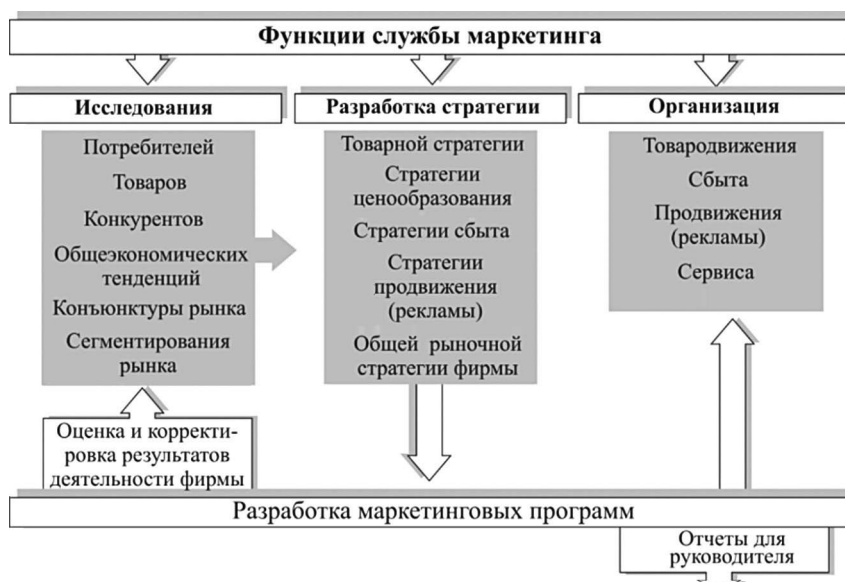 Функции службы маркетинга
Исследования
Потребителей
Товаров
Конкурентов
Общеэкономических
тенденций
Конъюнктуры рынка
Сегментирования
рынка
Оценка и корректи-
ровка результатов
деятельности фирмы
Разработка стратегии
Товарной стратегии
Стратегии
ценообразования
Стратегии сбыта
Стратегии
продвижения
(рекламы)
Общей рыночной
стратегии фирмы
Организация
Товародвижения
Сбыта
Продвижения
(рекламы)
Сервиса
Разработка маркетинговых программ
Отчеты для
руководителя